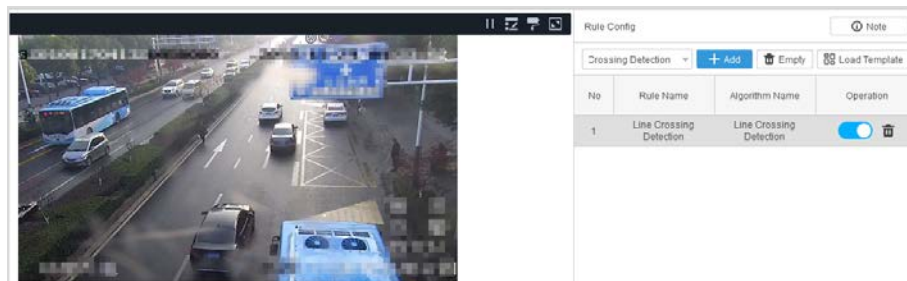 Rule Config
Note
Crossing Detection
Add
Empty
Load Template
No
Rule Name
Algorithm Name
Operation
1
Line Crossing
Detection
Line Crossing
Detection